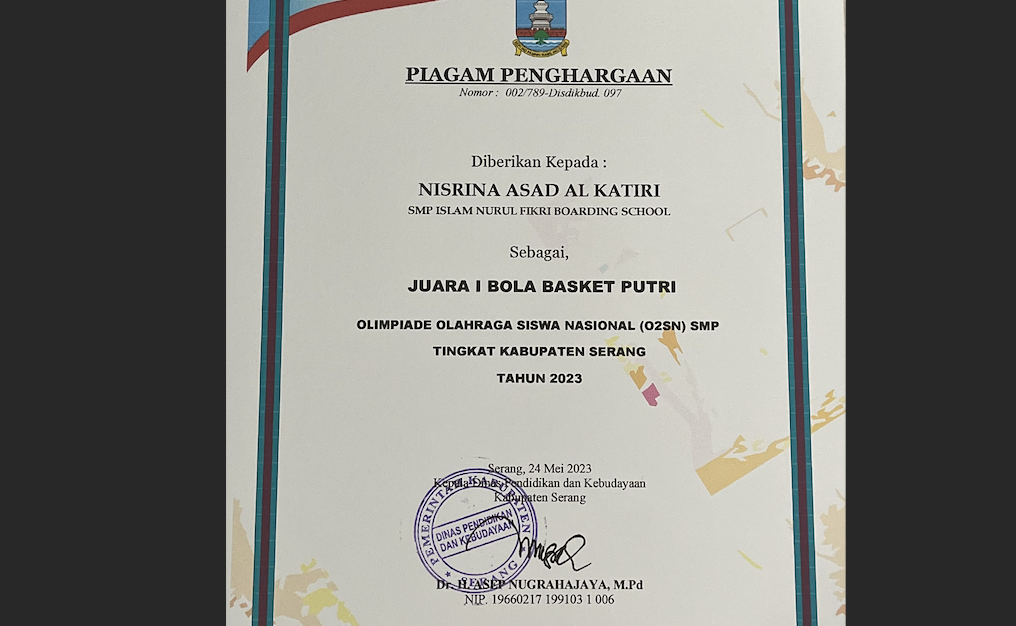 PIAGAM PENGHARGAAN
Nomor : 002/789-Disdikbud. 097
Diberikan Kepada :
NISRINA ASAD AL KATIRI
SMP ISLAM NURUL FIKRI BOARDING SCHOOL
Sebagai,
JUARA I BOLA BASKET PUTRI
OLIMPIADE OLAHRAGA SISWA NASIONAL (O2SN) SMP
TINGKAT KABUPATEN SERANG
TAHUN 2023
Serang, 24 Mei 2023
Kepala Dinas Pendidikan dan Kebudayaan
Kabupaten Serang
PEMERINTAH KABUPATEN
DINAS PENDIDIKAN
DAN KEBUDAYAAN
SERANG
Dr. H. ASEP NUGRAHAJAYA, M.Pd
NIP. 19660217 199103 1 006